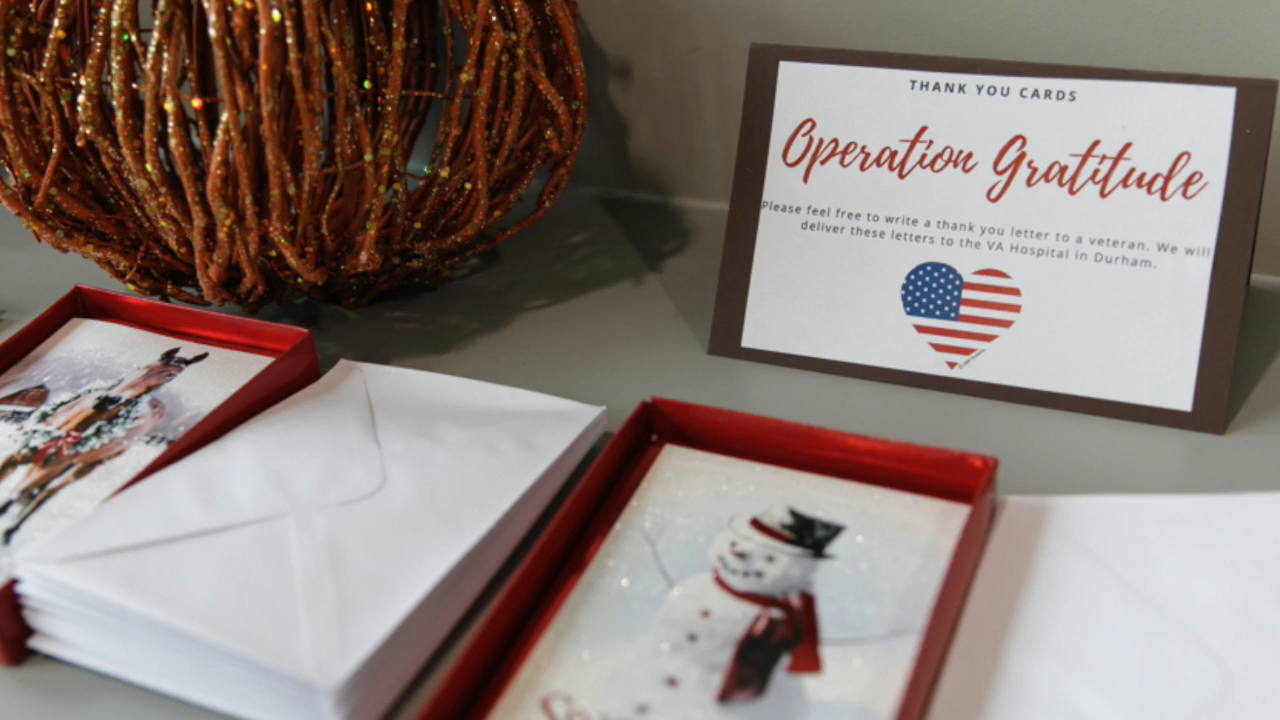 THANK YOU CARDS
Operation Gratitude
Please feel free to write a thank you letter to a veteran. We will
deliver these letters to the VA Hospital in Durham.